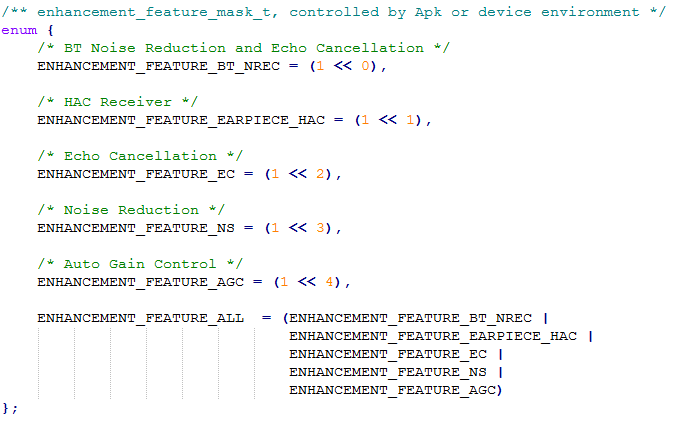 /** enhancement_feature_mask_t, controlled by Apk or device environment */
enum {
    /* BT Noise Reduction and Echo Cancellation */
    ENHANCEMENT_FEATURE_BT_NREC = (1 << 0),

    /* HAC Receiver */
    ENHANCEMENT_FEATURE_EARPIECE_HAC = (1 << 1),

    /* Echo Cancellation */
    ENHANCEMENT_FEATURE_EC = (1 << 2),

    /* Noise Reduction */
    ENHANCEMENT_FEATURE_NS = (1 << 3),

    /* Auto Gain Control */
    ENHANCEMENT_FEATURE_AGC = (1 << 4),

    ENHANCEMENT_FEATURE_ALL  = (ENHANCEMENT_FEATURE_BT_NREC |
                                ENHANCEMENT_FEATURE_EARPIECE_HAC |
                                ENHANCEMENT_FEATURE_EC |
                                ENHANCEMENT_FEATURE_NS |
                                ENHANCEMENT_FEATURE_AGC)
};